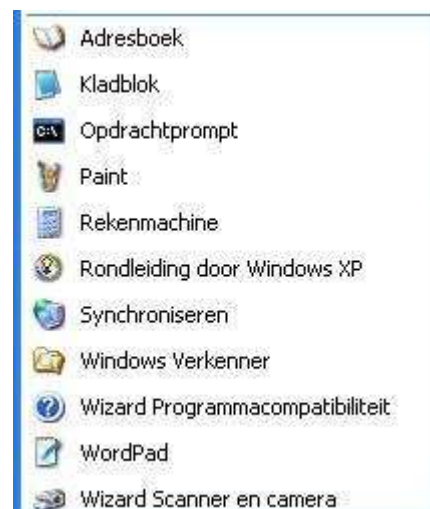 Adresboek
Kladblok
C:\
Opdrachtprompt
Paint
Rekenmachine
Rondleiding door Windows XP
Synchroniseren
Windows Verkenner
Wizard Programmacompatibiliteit
WordPad
Wizard Scanner en camera